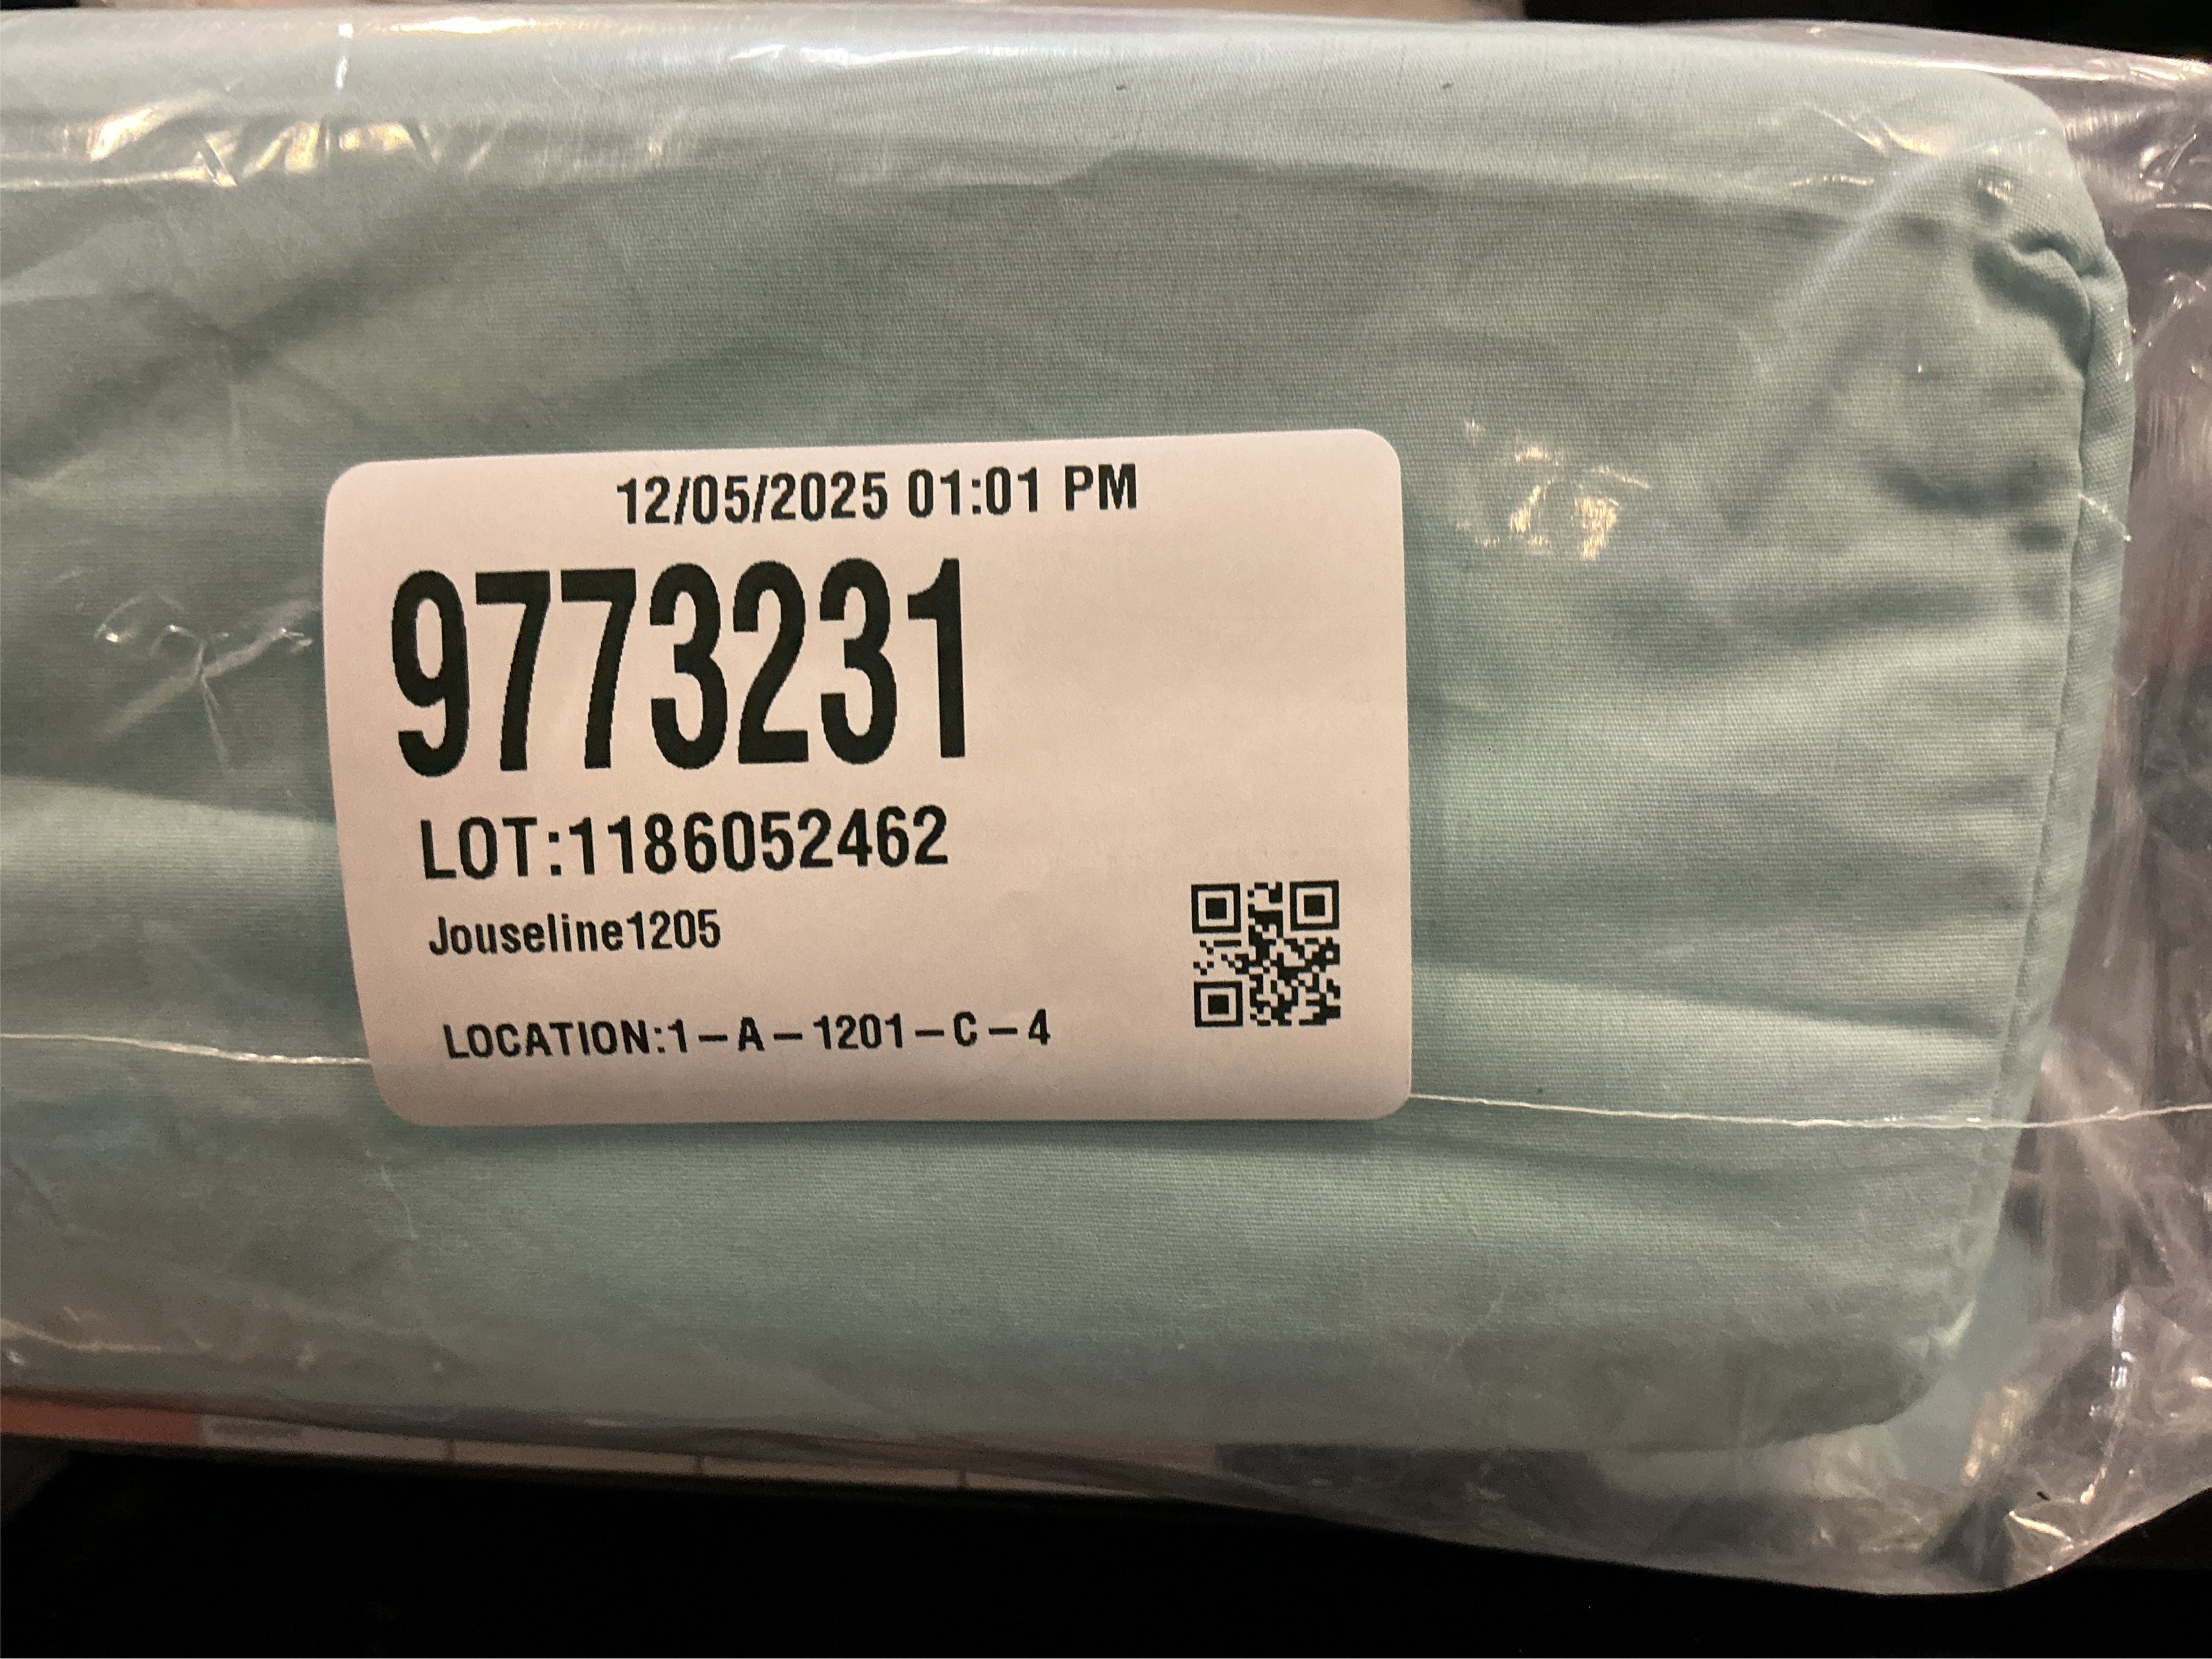 12/05/2025 01:01 PM
9773231
LOT:1186052462
Jouseline1205
LOCATION:1-A-1201-C-4